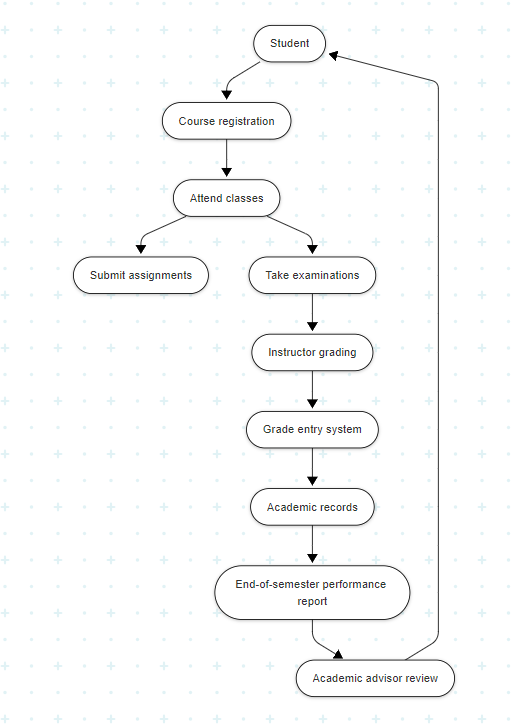 Student
Course registration
Attend classes
Submit assignments
Take examinations
Instructor grading
Grade entry system
Academic records
End-of-semester performance
report
Academic advisor review